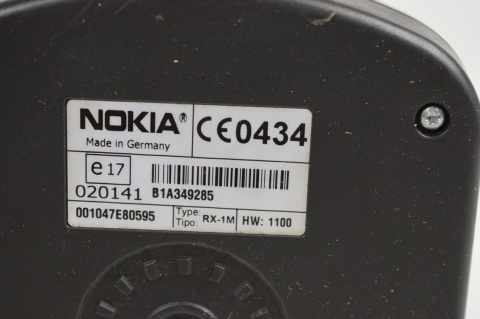 NOKIA® CE0434
Made in Germany
e17
020141 B1A349285
001047E80595 Type: Tipo: RX-1M HW: 1100